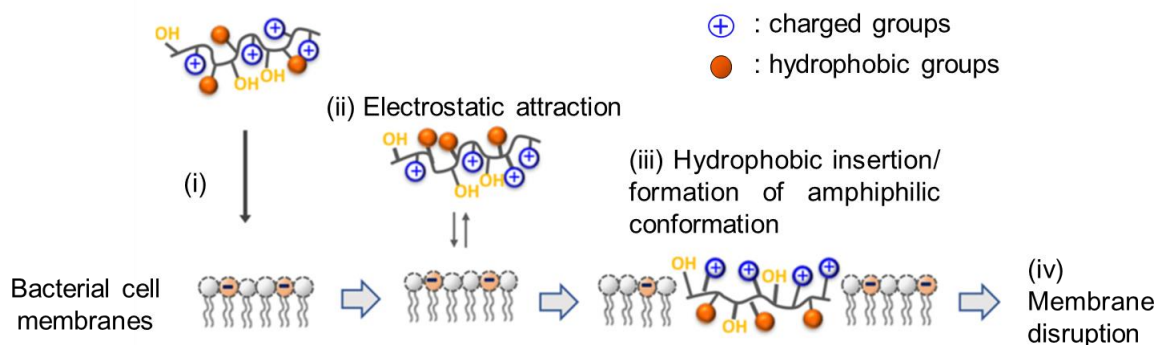 OH
OH
OH
+ : charged groups
: hydrophobic groups
(ii) Electrostatic attraction
OH
OH
OH
(i)
(iii) Hydrophobic insertion/
formation of amphiphilic
conformation
OH
OH
OH
Bacterial cell
membranes
(iv)
Membrane
disruption